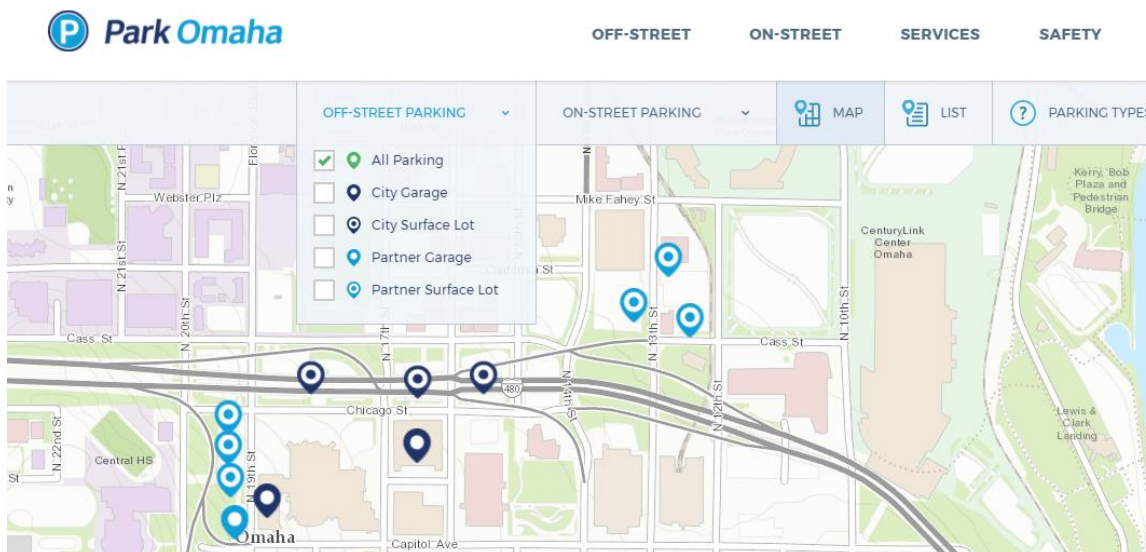 P Park Omaha
OFF-STREET ON-STREET SERVICES SAFETY
OFF-STREET PARKING ON-STREET PARKING MAP LIST ? PARKING TYPES
All Parking
City Garage
City Surface Lot
Partner Garage
Partner Surface Lot
N 21st St
Webster Plz
Mike Fahey St
Kerry, Bob
Plaza and
Pedestrian
Bridge
CenturyLink
Center
Omaha
N 21st St
N 20th St
N 17th St
N 13th St
N 10th St
Cass St
Cass St
480
N 14th St
N 12th St
Chicago St
Lewis &
Clark
Landing
N 22nd St
Central HS
N 19th St
St
Omaha
Capitol Ave